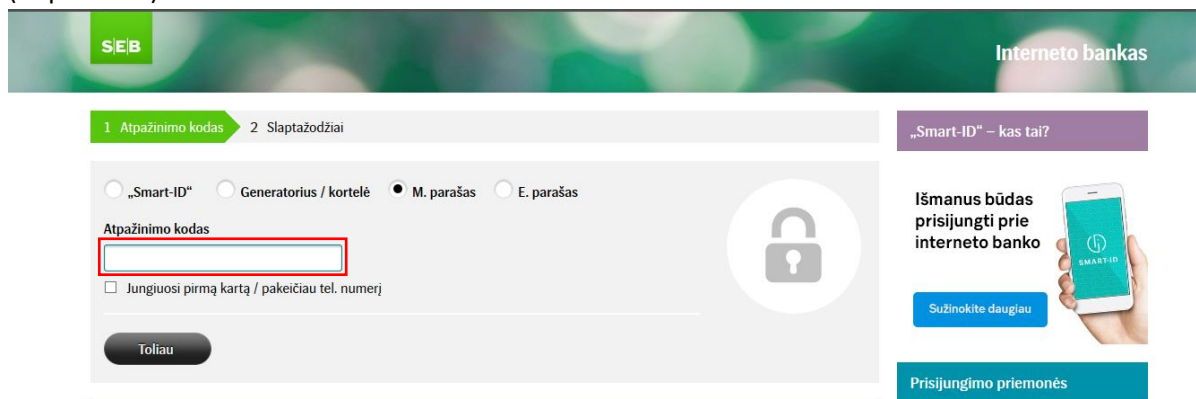 S|E|B
Interneto bankas
1 Atpažinimo kodas
2 Slaptažodžiai
„Smart-ID“
Generatorius / kortelė
M. parašas
E. parašas
Atpažinimo kodas
Jungiuosi pirmą kartą / pakeičiau tel. numerį
Toliau
„Smart-ID“ – kas tai?
Išmanus būdas
prisijungti prie
interneto banko
SMART-ID
Sužinokite daugiau
Prisijungimo priemonės